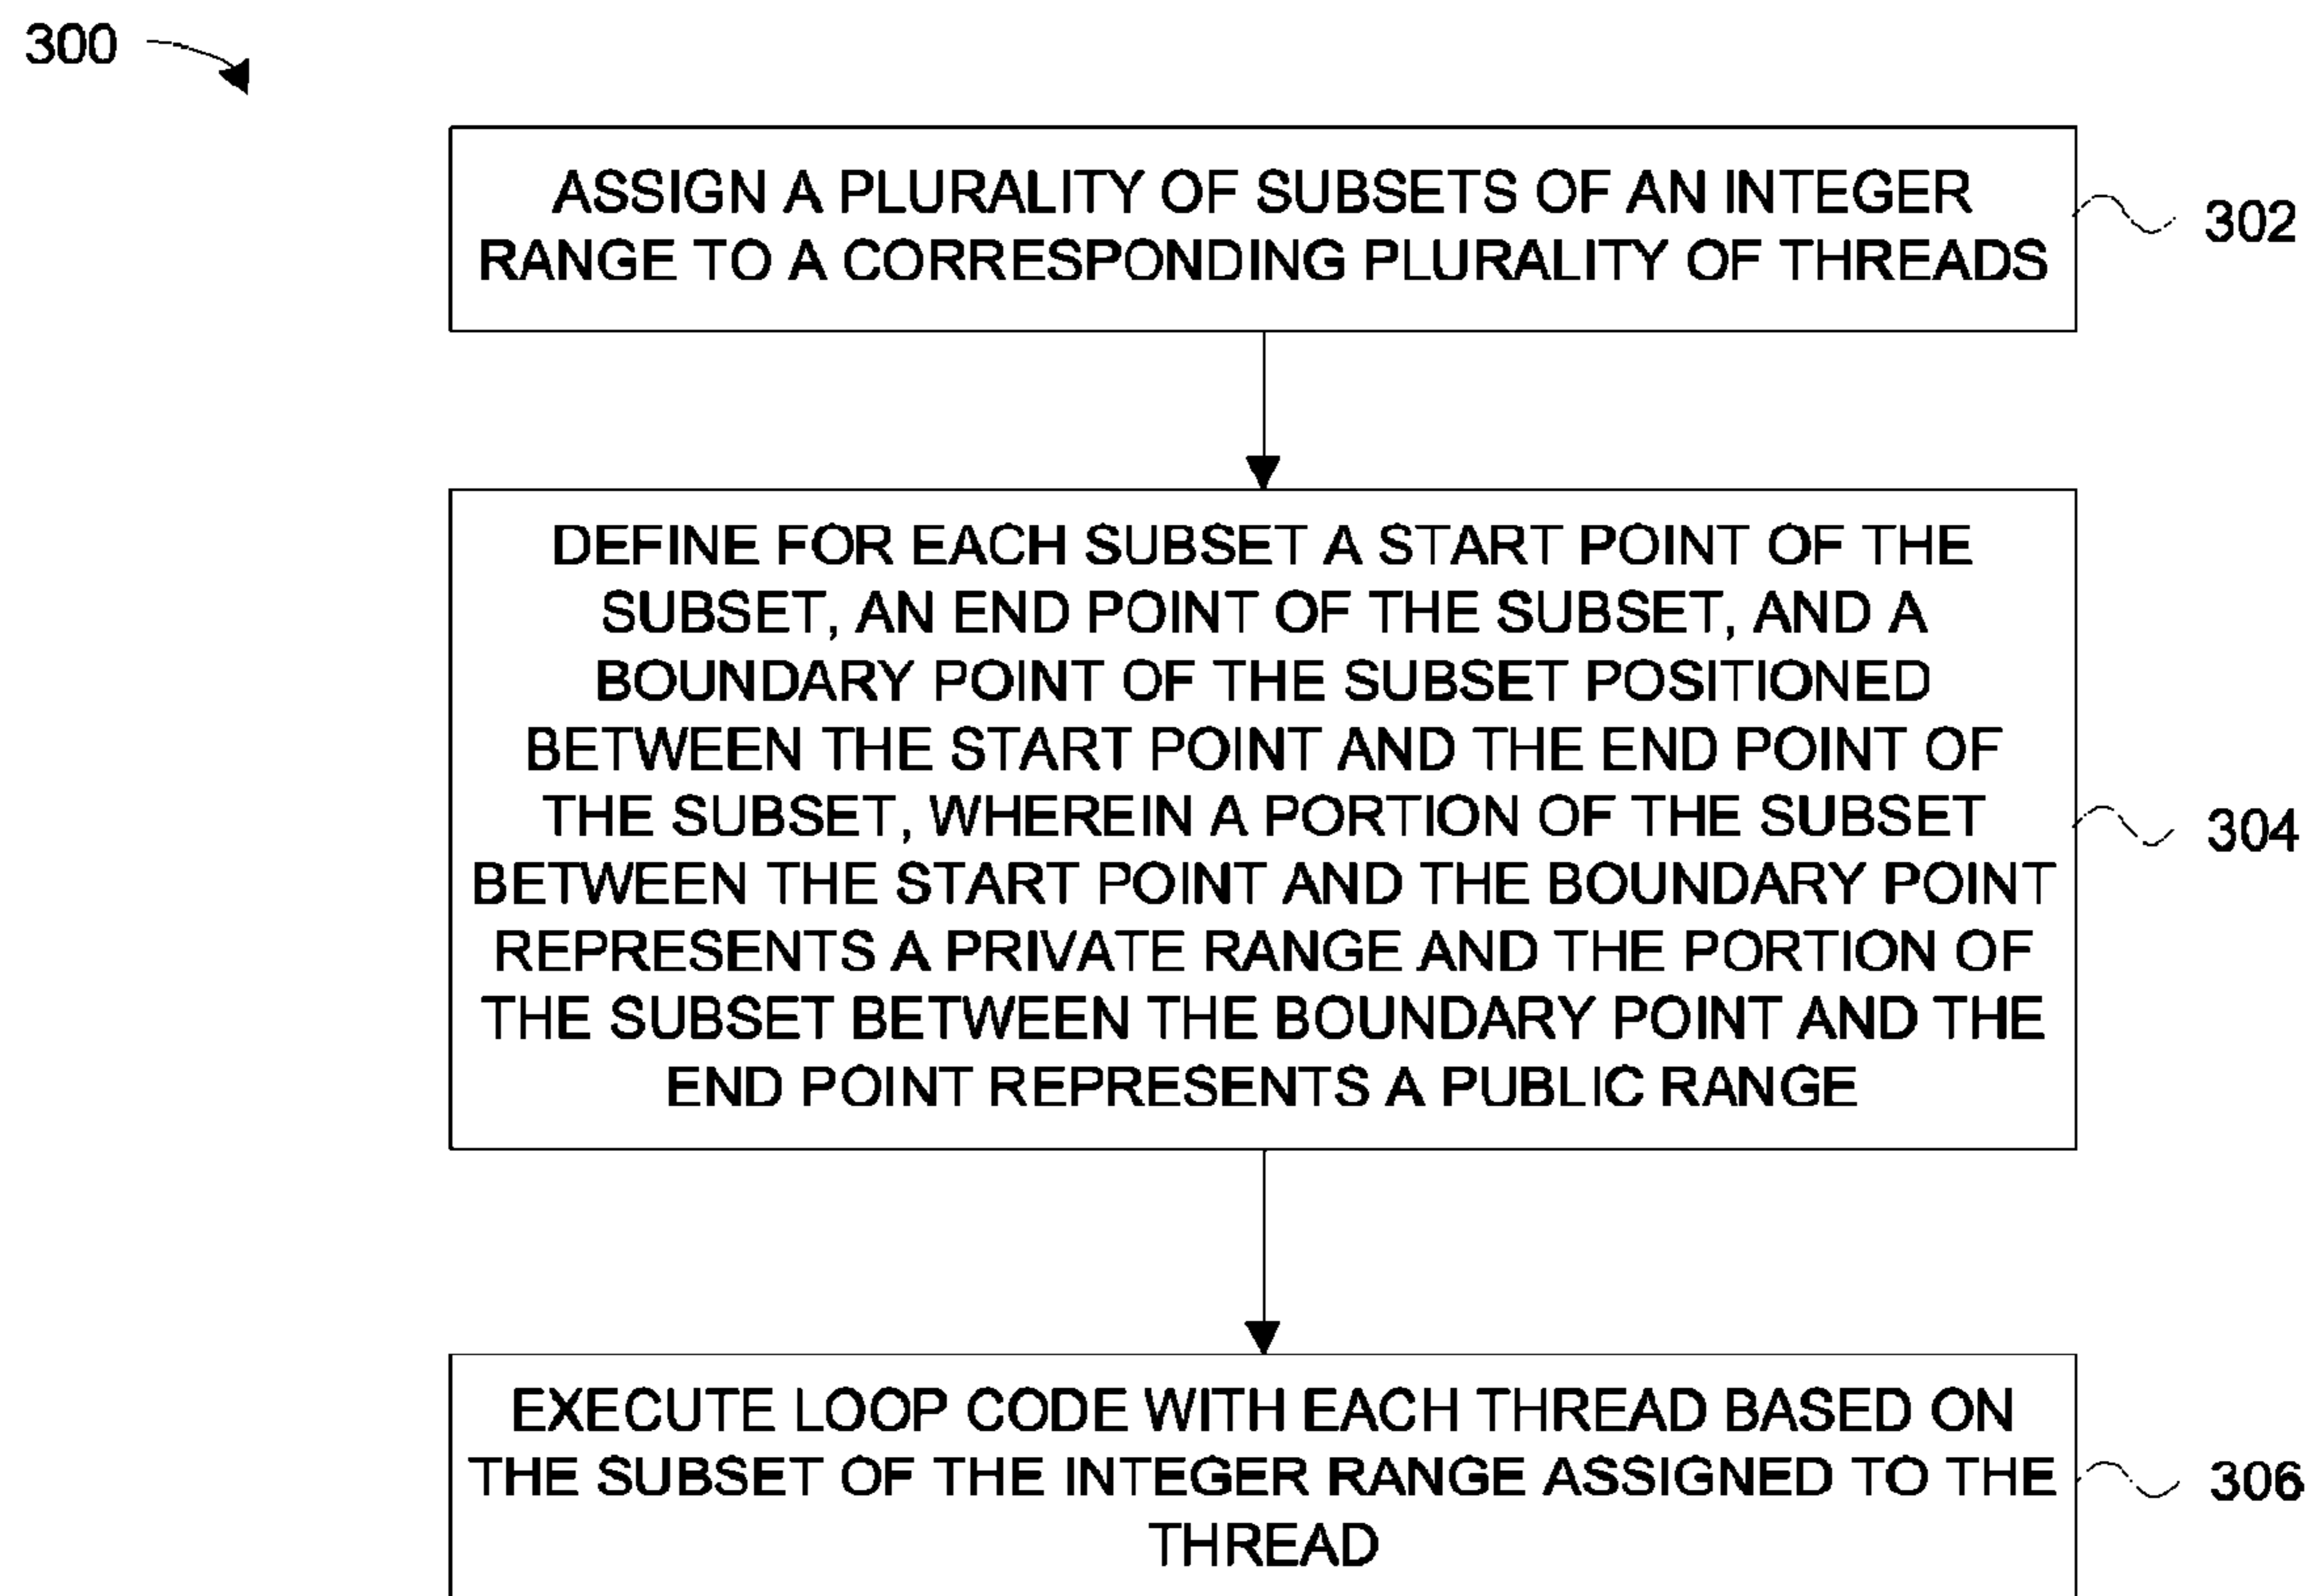 300
ASSIGN A PLURALITY OF SUBSETS OF AN INTEGER
RANGE TO A CORRESPONDING PLURALITY OF THREADS
302
DEFINE FOR EACH SUBSET A START POINT OF THE
SUBSET, AN END POINT OF THE SUBSET, AND A
BOUNDARY POINT OF THE SUBSET POSITIONED
BETWEEN THE START POINT AND THE END POINT OF
THE SUBSET, WHEREIN A PORTION OF THE SUBSET
BETWEEN THE START POINT AND THE BOUNDARY POINT
REPRESENTS A PRIVATE RANGE AND THE PORTION OF
THE SUBSET BETWEEN THE BOUNDARY POINT AND THE
END POINT REPRESENTS A PUBLIC RANGE
304
EXECUTE LOOP CODE WITH EACH THREAD BASED ON
THE SUBSET OF THE INTEGER RANGE ASSIGNED TO THE
THREAD
306